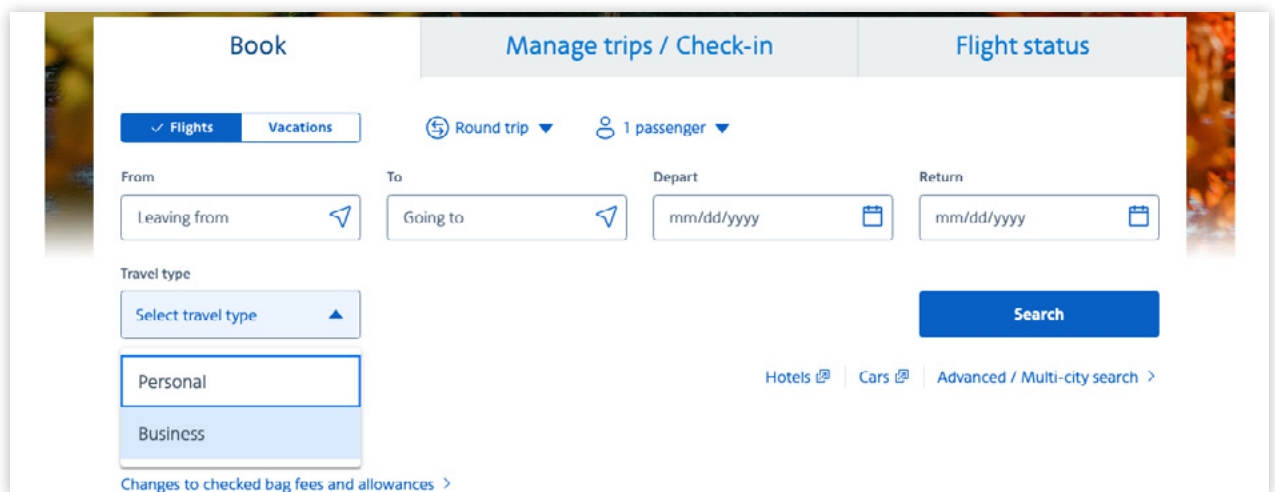 Book Manage trips / Check-in Flight status
Flights Vacations Round trip 1 passenger
From To Depart Return
Leaving from Going to mm/dd/yyyy mm/dd/yyyy
Travel type
Select travel type Search
Personal Hotels Cars Advanced / Multi-city search >
Business
Changes to checked bag fees and allowances >